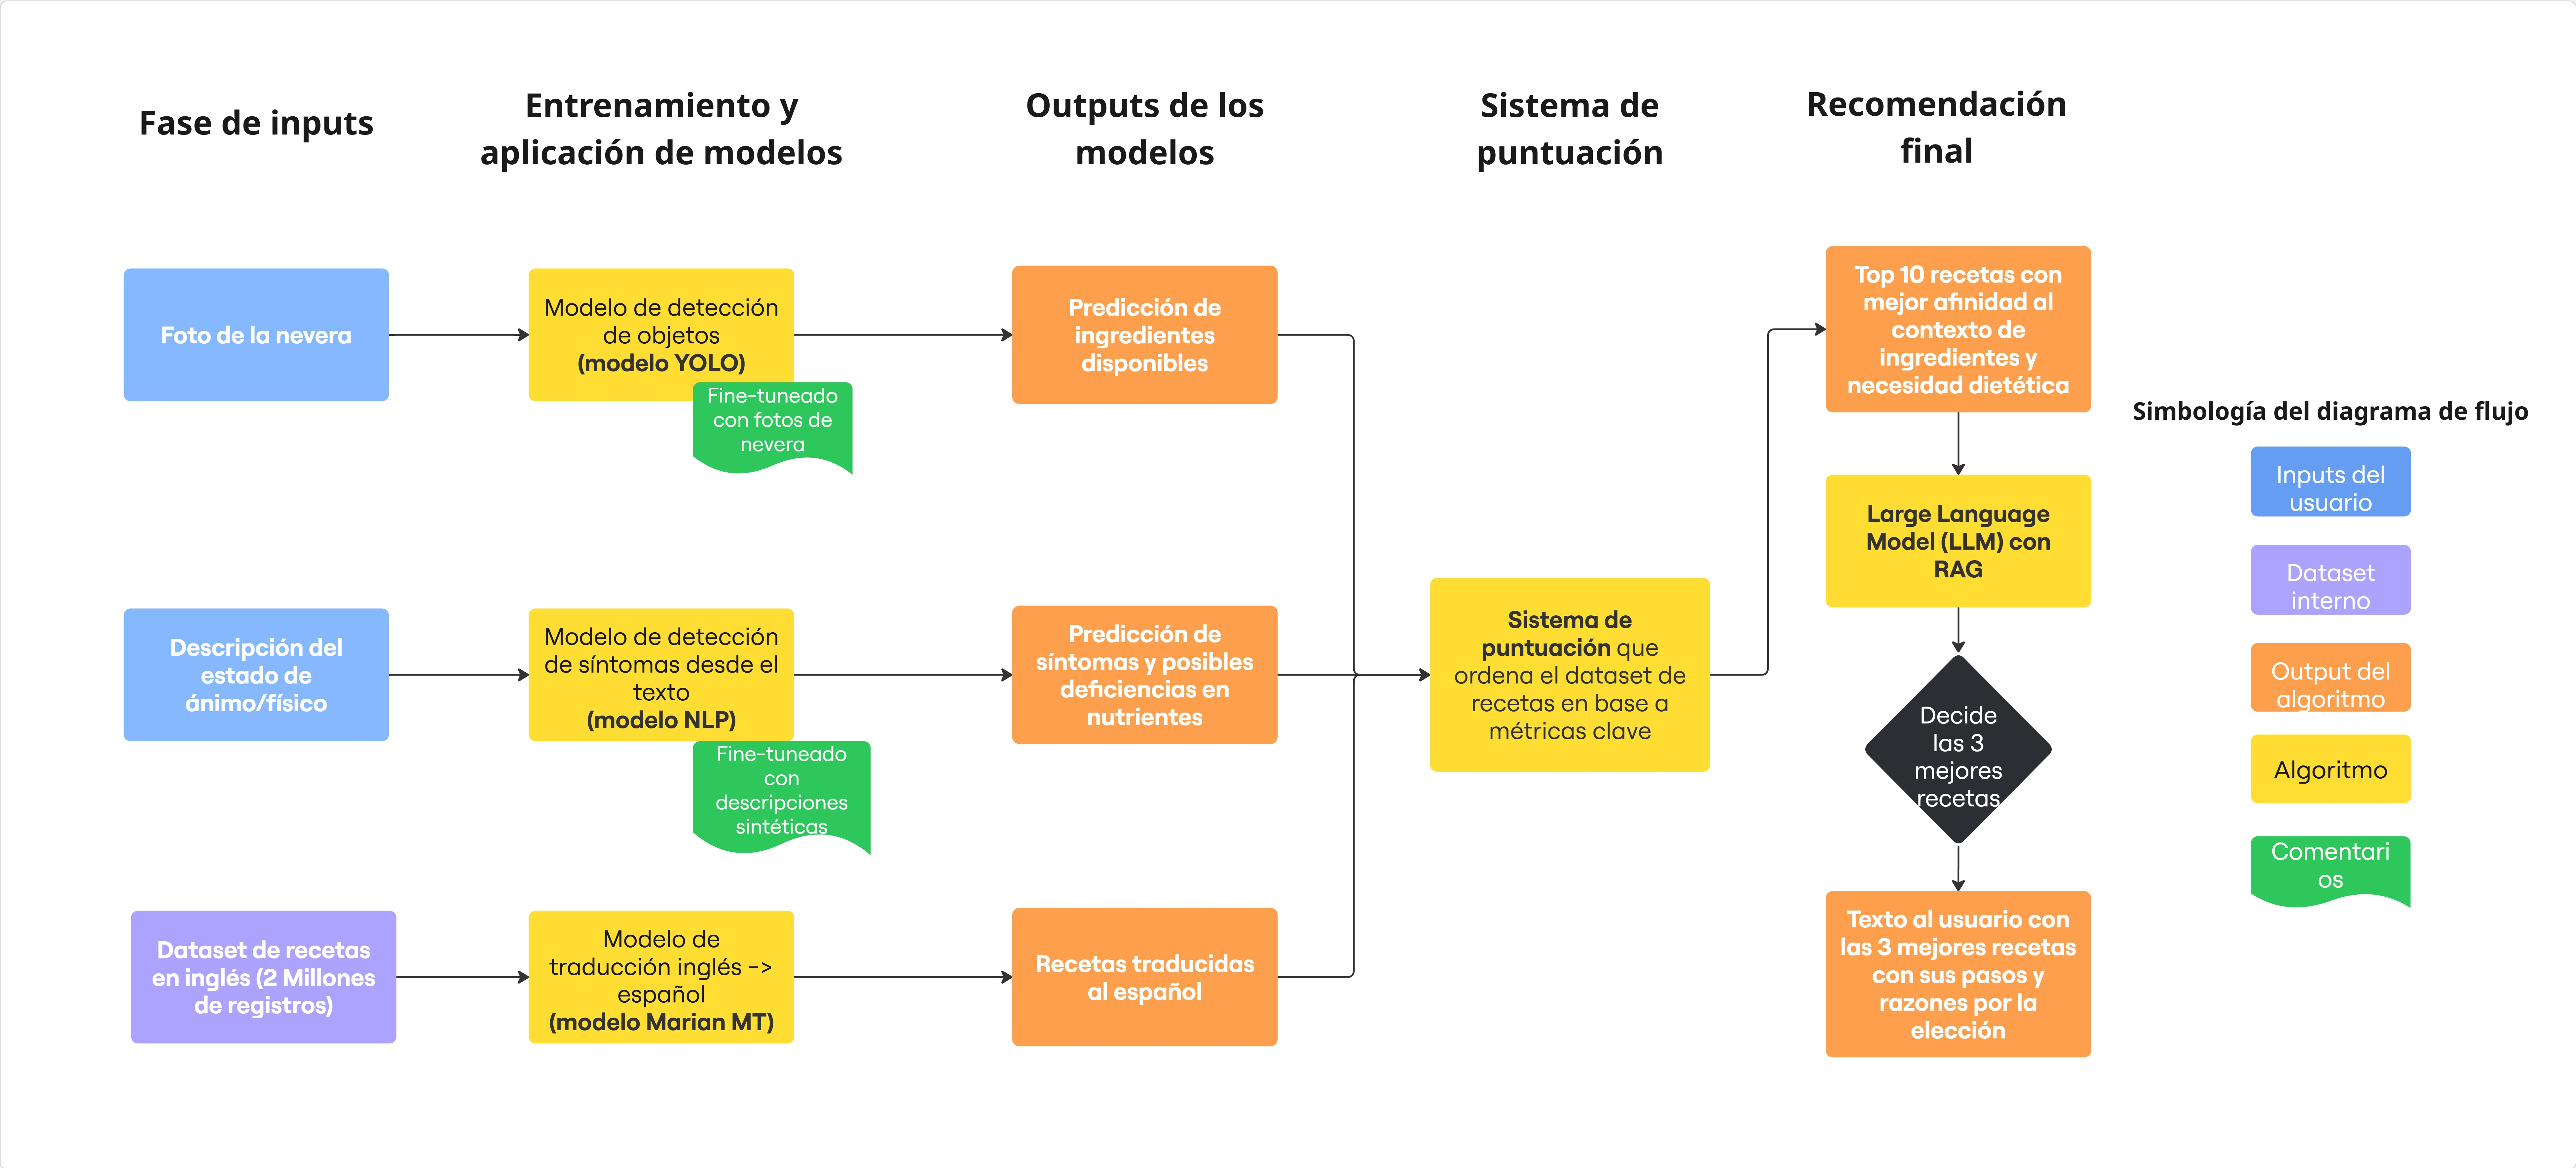 Fase de inputs
Entrenamiento y
aplicación de modelos
Outputs de los
modelos
Sistema de
puntuación
Recomendación
final
Foto de la nevera
Modelo de detección
de objetos
(modelo YOLO)
Fine-tuneado
con fotos de
nevera
Predicción de
ingredientes
disponibles
Descripción del
estado de
ánimo/físico
Modelo de detección
de síntomas desde el
texto
(modelo NLP)
Fine-tuneado
con
descripciones
sintéticas
Predicción de
síntomas y posibles
deficiencias en
nutrientes
Dataset de recetas
en inglés (2 Millones
de registros)
Modelo de
traducción inglés ->
español
(modelo Marian MT)
Recetas traducidas
al español
Sistema de
puntuación que
ordena el dataset de
recetas en base a
métricas clave
Top 10 recetas con
mejor afinidad al
contexto de
ingredientes y
necesidad dietética
Large Language
Model (LLM) con
RAG
Decide
las 3
mejores
recetas
Texto al usuario con
las 3 mejores recetas
con sus pasos y
razones por la
elección
Simbología del diagrama de flujo
Inputs del
usuario
Dataset
interno
Output del
algoritmo
Algoritmo
Comentari
os